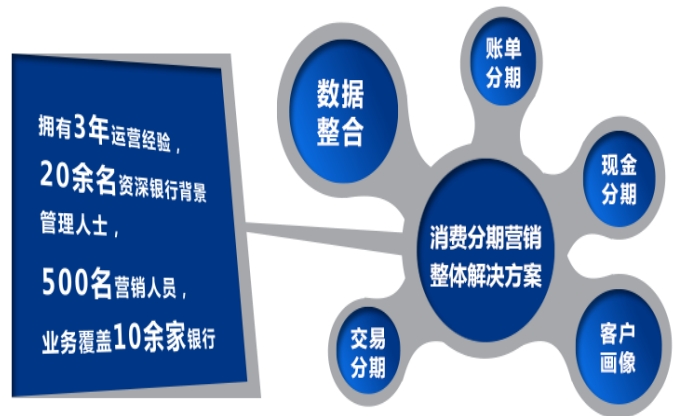 拥有3年运营经验，
20余名资深银行背景
管理人士，
500名营销人员，
业务覆盖10余家银行
数据
整合
账单
分期
现金
分期
消费分期营销
整体解决方案
交易
分期
客户
画像